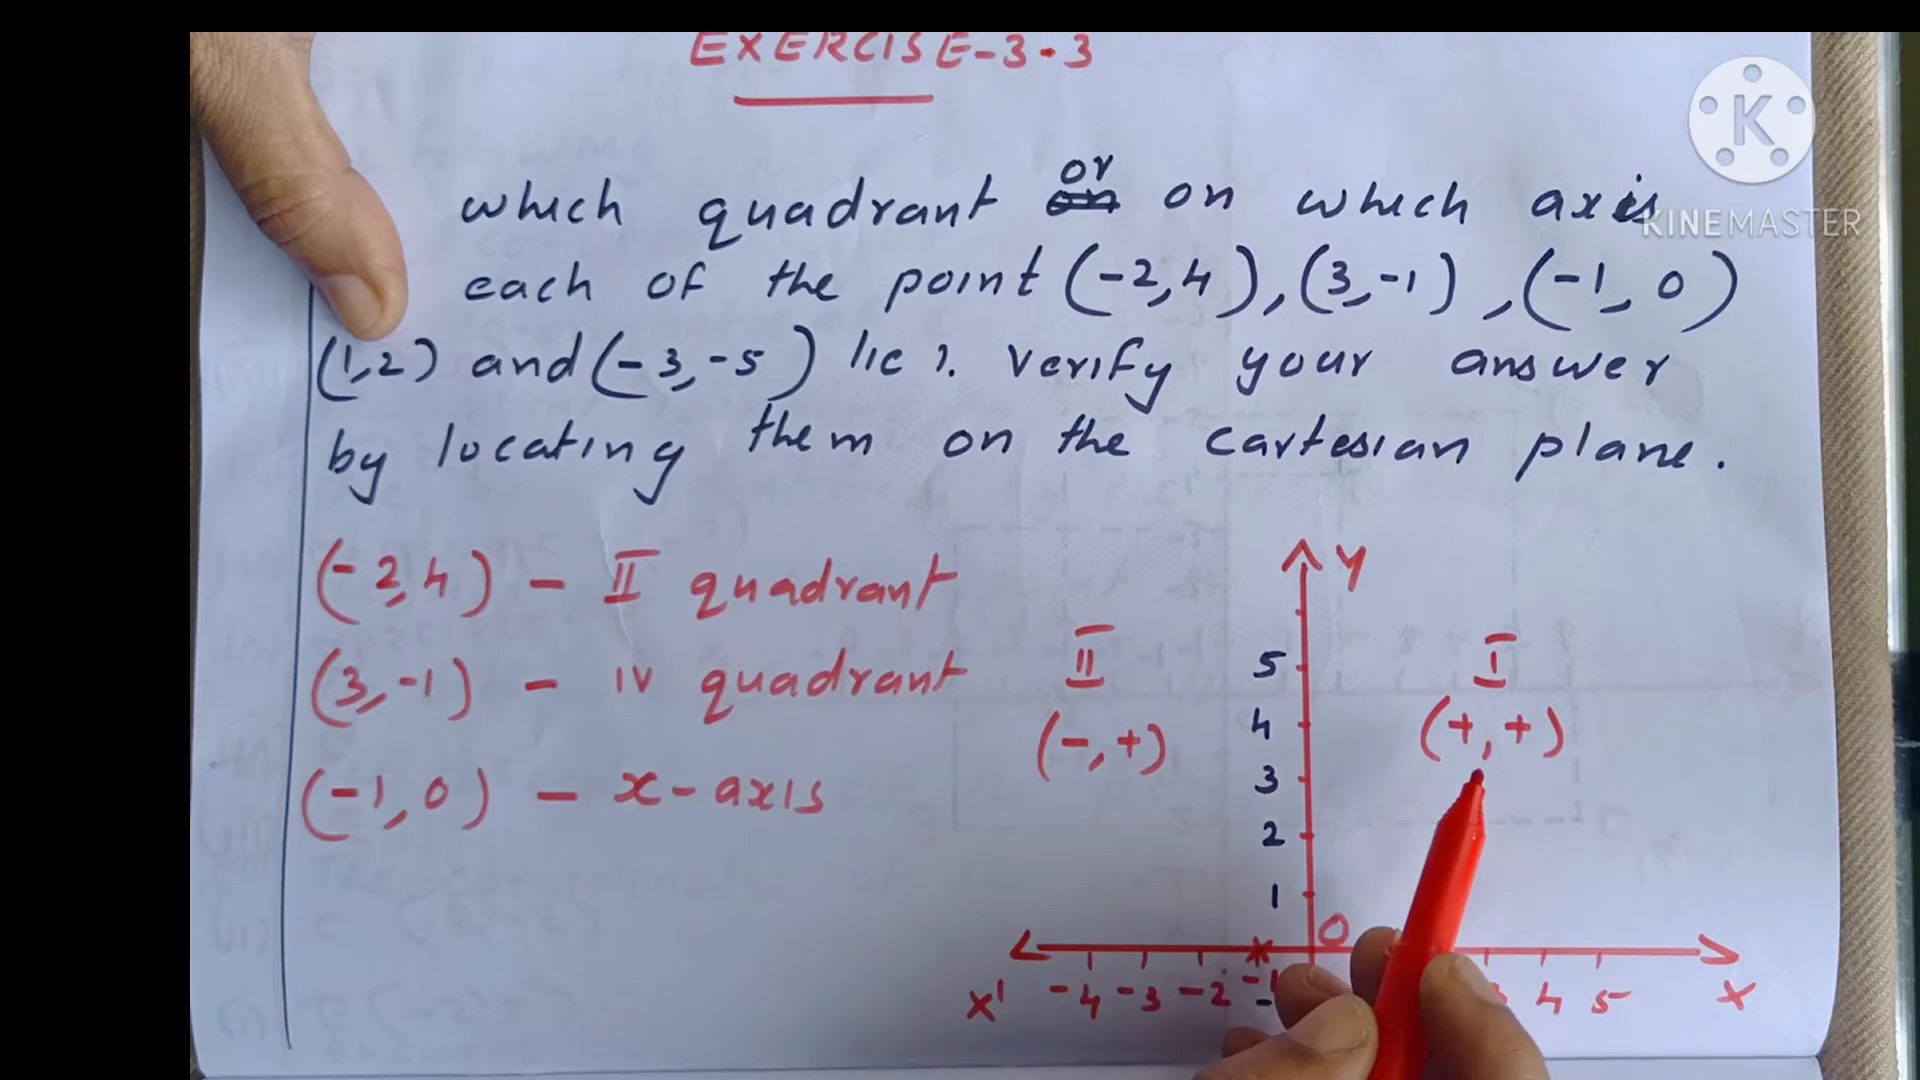 EXERCISE-3.3
which quadrant or on which axis
each of the point (-2,4), (3,-1), (-1, 0)
(1,2) and (-3,-5) lie ?. Verify your answer
by locating them on the cartesian plane.
(-2,4) - II quadrant
(3,-1) - IV quadrant
(-1,0) - x-axis
Y
II
(-,+)
I
(+,+)
5
4
3
2
1
O
X' -4 -3 -2 -1 3 4 5 X
K
KINEMASTER